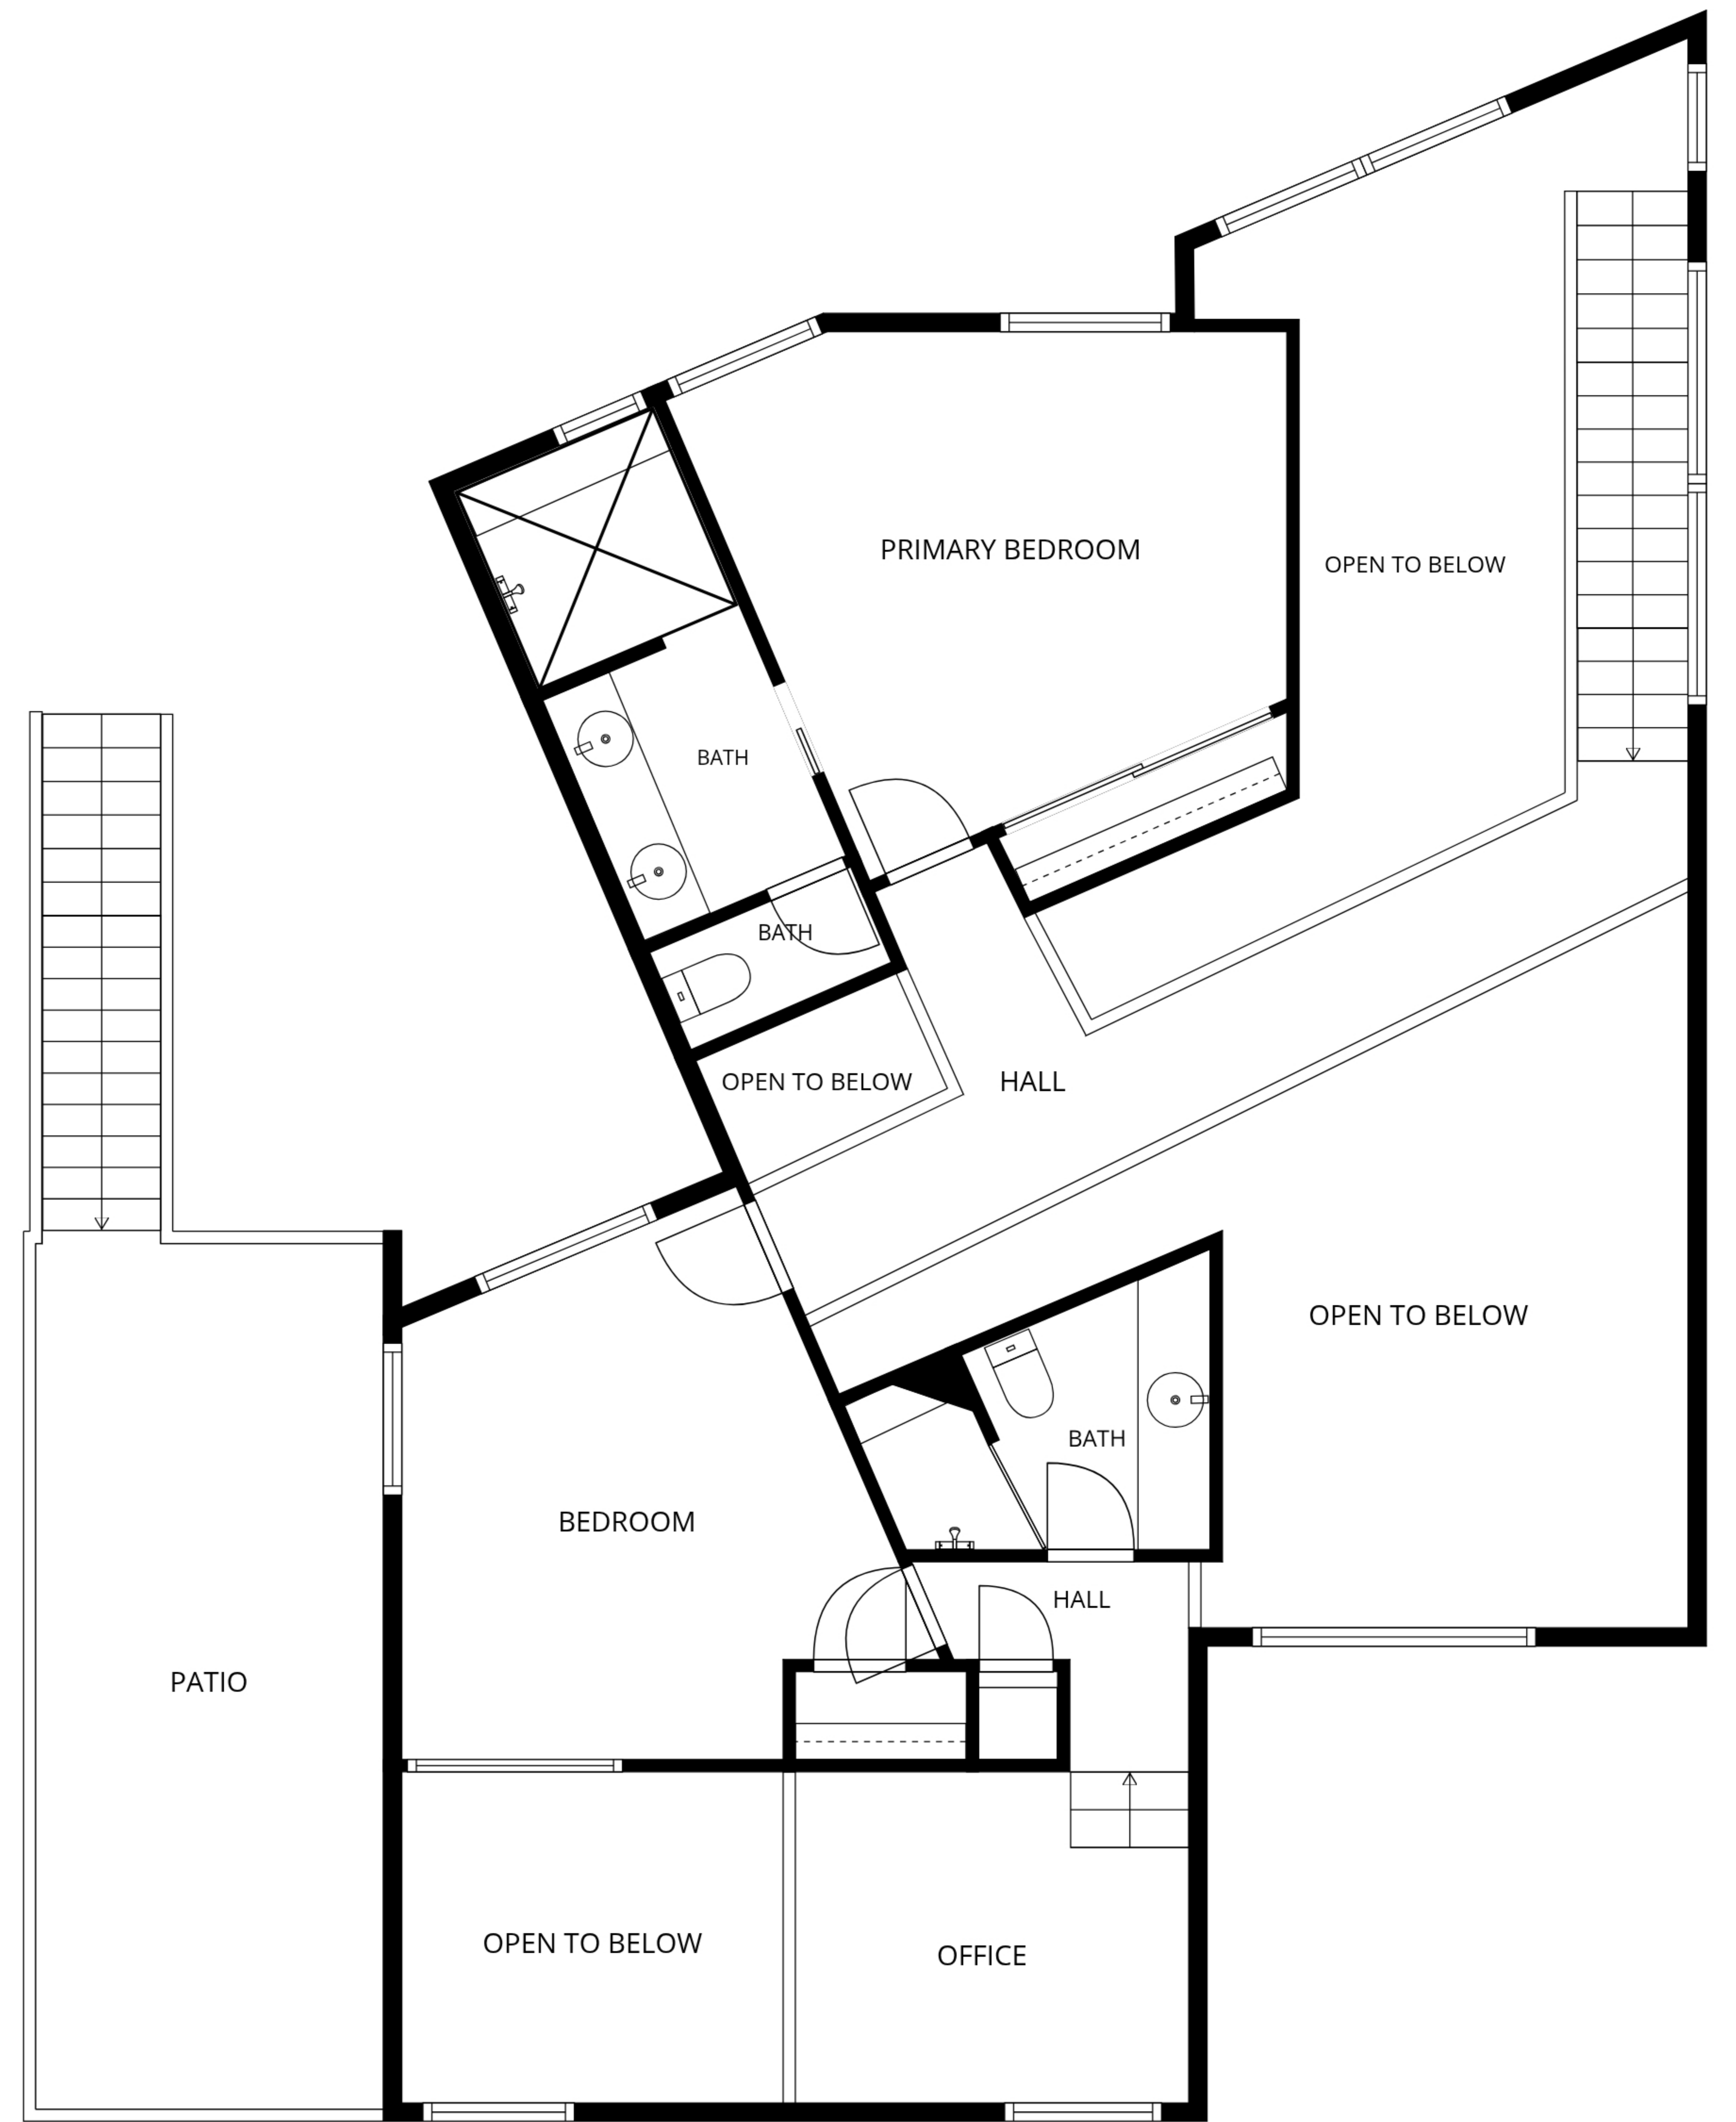 PRIMARY BEDROOM
OPEN TO BELOW
BATH
BATH
OPEN TO BELOW
HALL
OPEN TO BELOW
BATH
BEDROOM
HALL
PATIO
OPEN TO BELOW
OFFICE